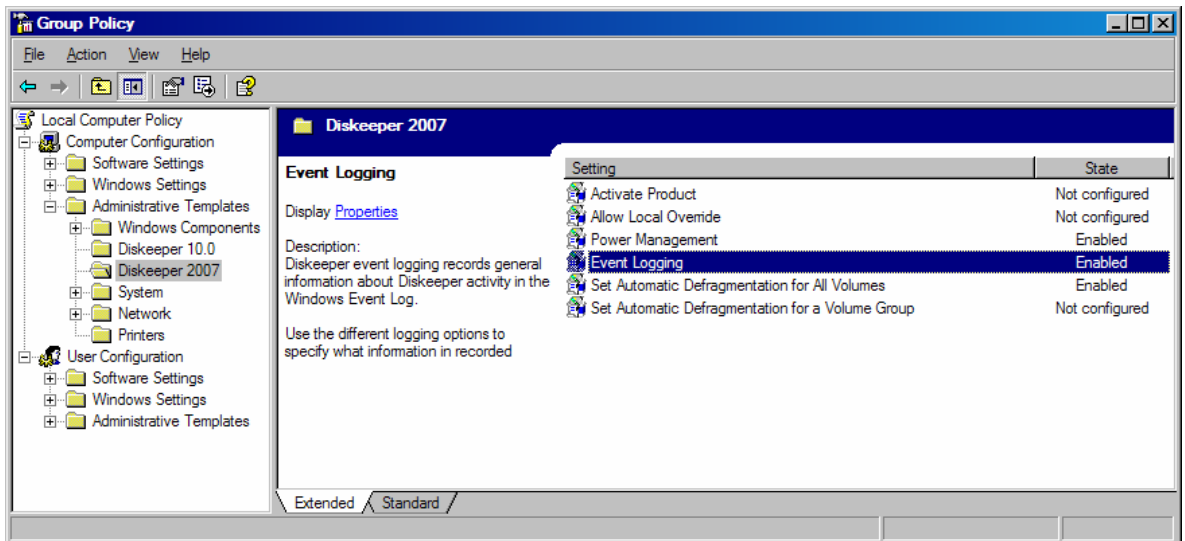 Group Policy
File Action View Help
Local Computer Policy
Computer Configuration
Software Settings
Windows Settings
Administrative Templates
Windows Components
Diskeeper 10.0
Diskeeper 2007
System
Network
Printers
User Configuration
Software Settings
Windows Settings
Administrative Templates
Diskeeper 2007
Event Logging
Display Properties
Description:
Diskeeper event logging records general
information about Diskeeper activity in the
Windows Event Log.
Use the different logging options to
specify what information in recorded
Setting State
Activate Product Not configured
Allow Local Override Not configured
Power Management Enabled
Event Logging Enabled
Set Automatic Defragmentation for All Volumes Enabled
Set Automatic Defragmentation for a Volume Group Not configured
Extended Standard